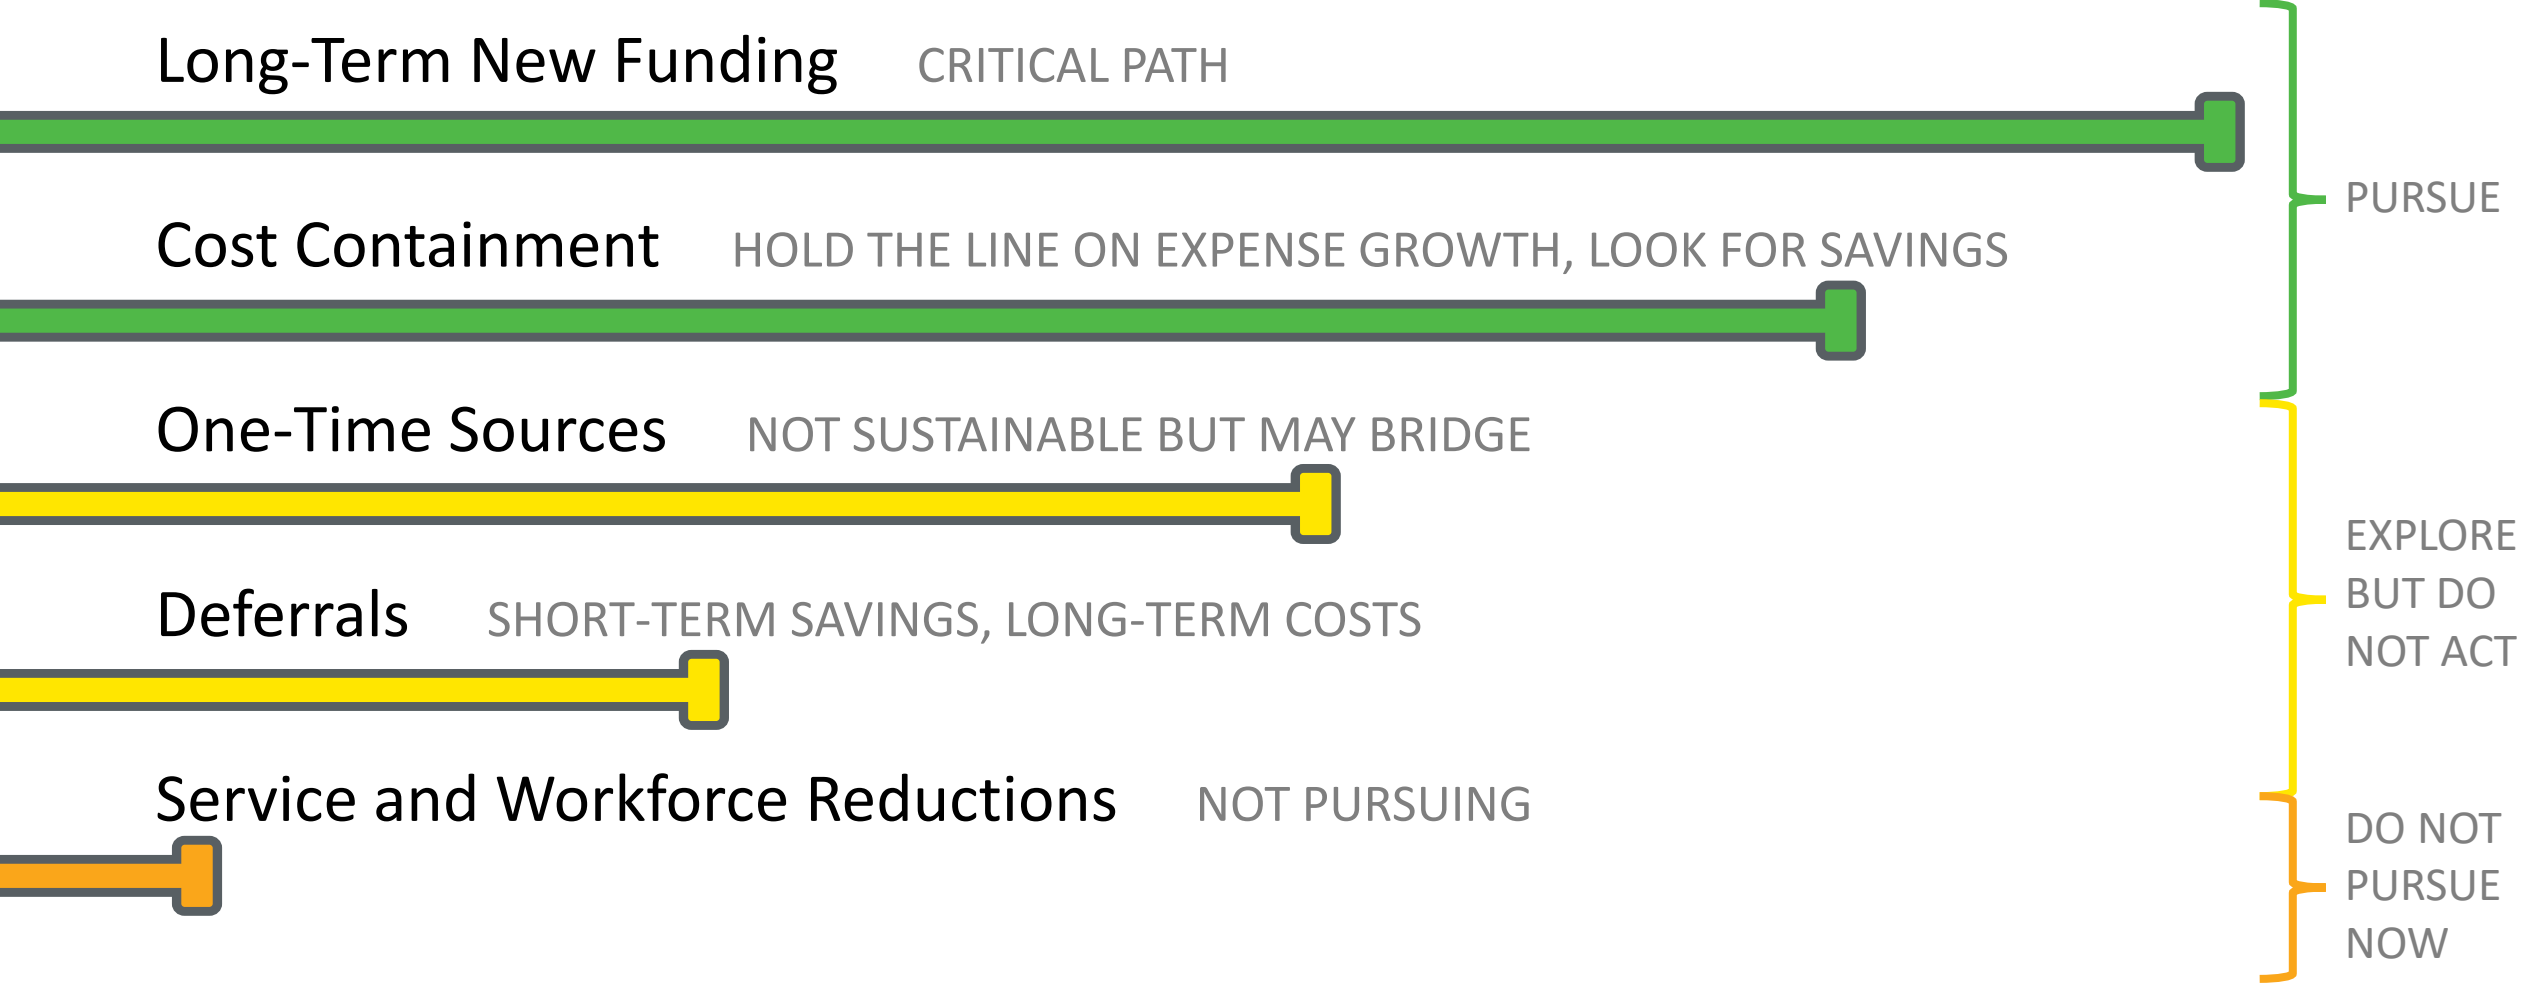 Long-Term New Funding CRITICAL PATH
Cost Containment HOLD THE LINE ON EXPENSE GROWTH, LOOK FOR SAVINGS
PURSUE
One-Time Sources NOT SUSTAINABLE BUT MAY BRIDGE
Deferrals SHORT-TERM SAVINGS, LONG-TERM COSTS
EXPLORE
BUT DO
NOT ACT
Service and Workforce Reductions NOT PURSUING
DO NOT
PURSUE
NOW